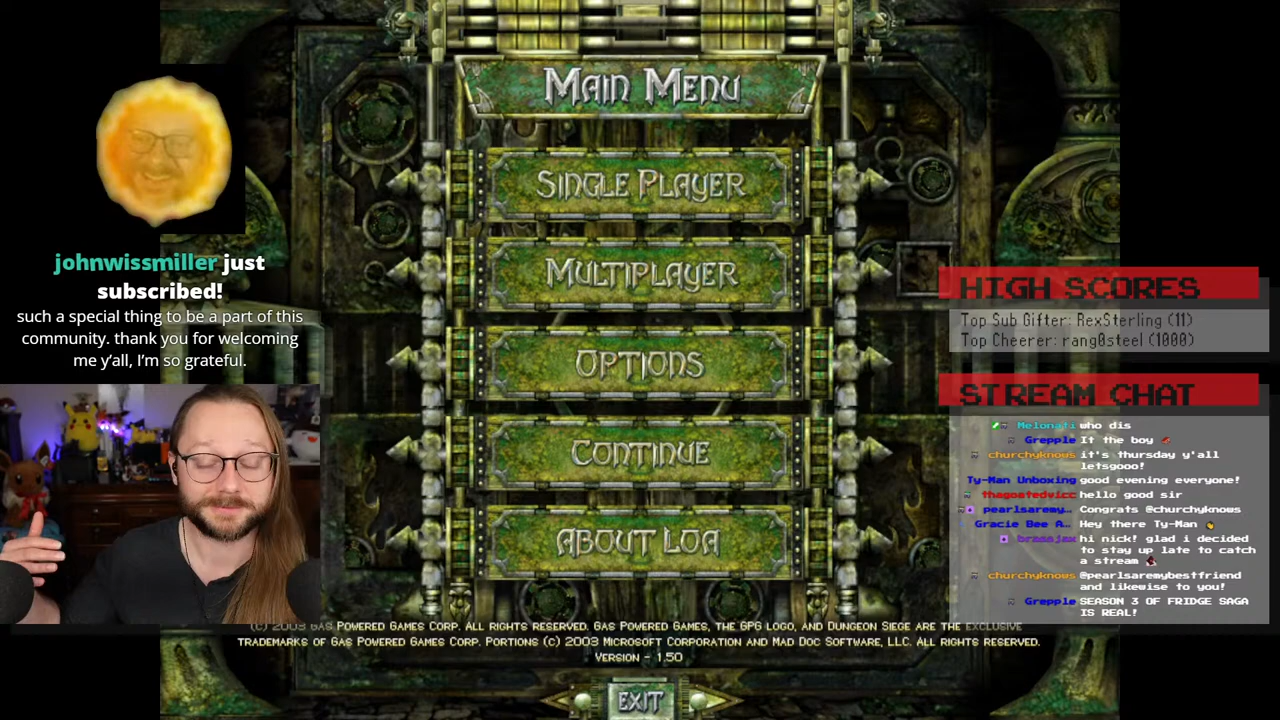 Main Menu
Single Player
Multiplayer
Options
Continue
About LOA
(C) 2003 Gas Powered Games Corp. All rights reserved. Gas Powered Games, the GPG logo, and Dungeon Siege are the exclusive
trademarks of Gas Powered Games Corp. Portions (C) 2003 Microsoft Corporation and Mad Doc Software, LLC. All rights reserved.
Version - 1.50
Exit
johnwissmiller just
subscribed!
such a special thing to be a part of this
community. thank you for welcoming
me y'all, I'm so grateful.
HIGH SCORES
Top Sub Gifter: RexSterling (11)
Top Cheerer: rang0steel (1000)
STREAM CHAT
Melonati who dis
Grepple It the boy
churchyknows it's thursday y'all
letsgooo!
Ty-Man Unboxing good evening everyone!
thagoatedvicc hello good sir
pearlsaremy… Congrats @churchyknows
Gracie Bee A… Hey there Ty-Man
hi nick! glad i decided
to stay up late to catch
a stream
churchyknows @pearlsaremybestfriend
and likewise to you!
Grepple SEASON 3 OF FRIDGE SAGA
IS REAL!